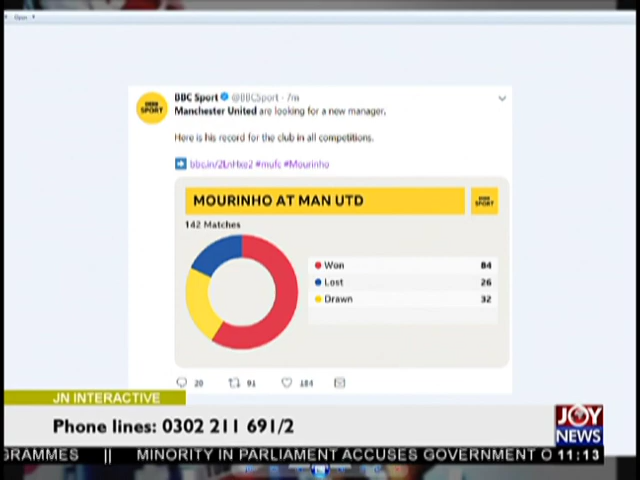 Open
BBC Sport @BBCSport · 7m
Manchester United are looking for a new manager.
Here is his record for the club in all competitions.
#mufc #Mourinho
MOURINHO AT MAN UTD
SPORT
SPORT
142 Matches
Won 84
Lost 26
Drawn 32
20 91 184
JN INTERACTIVE
Phone lines: 0302 211 691/2
JOY
NEWS
GRAMMES || MINORITY IN PARLIAMENT ACCUSES GOVERNMENT O 11:13